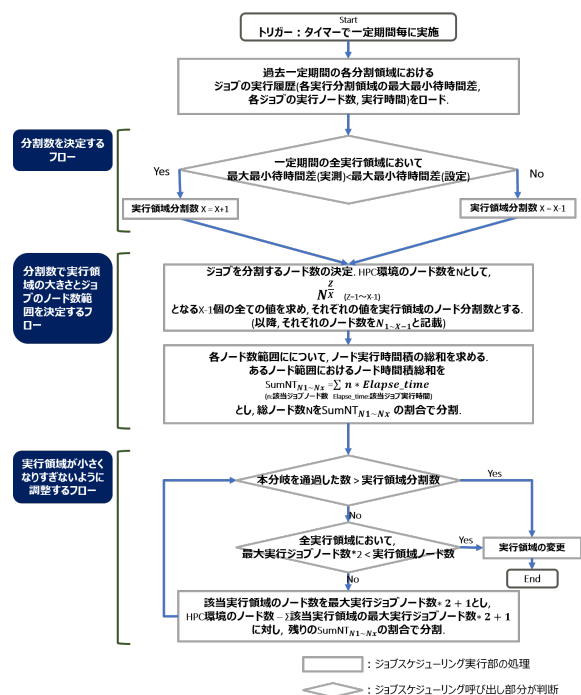 Start
トリガー：タイマーで一定期間毎に実施
過去一定期間の各分割領域における
ジョブの実行履歴(各実行分割領域の最大最小待時間差,
各ジョブの実行ノード数, 実行時間)をロード.
分割数を決定する
フロー
一定期間の全実行領域において
最大最小待時間差(実測)<最大最小待時間差(設定)
Yes
No
実行領域分割数 X = X+1
実行領域分割数 X = X-1
分割数で実行領
域の大きさとジョ
ブのノード数範
囲を決定するフ
ロー
ジョブを分割するノード数の決定. HPC環境のノード数をNとして,
N^{Z/X} (Z=1～X-1)
となるX-1個の全ての値を求め, それぞれの値を実行領域のノード分割数とする.
(以降, それぞれのノード数をN_{1~X-1}と記載)
各ノード数範囲にについて, ノード実行時間積の総和を求める.
あるノード範囲におけるノード時間積総和を
SumNT_{N1~Nx} =∑ n * Elapse_time
(n:該当ジョブノード数 Elapse_time:該当ジョブ実行時間)
とし, 総ノード数NをSumNT_{N1~Nx} の割合で分割.
実行領域が小さく
なりすぎないように
調整するフロー
本分岐を通過した数 > 実行領域分割数
Yes
No
全実行領域において,
最大実行ジョブノード数*2 < 実行領域ノード数
Yes
No
実行領域の変更
End
該当実行領域のノード数を最大実行ジョブノード数* 2 + 1とし,
HPC環境のノード数 − Σ該当実行領域の最大実行ジョブノード数* 2 + 1
に対し, 残りのSumNT_{N1~Nx}の割合で分割.
：ジョブスケジューリング実行部の処理
：ジョブスケジューリング呼び出し部分が判断